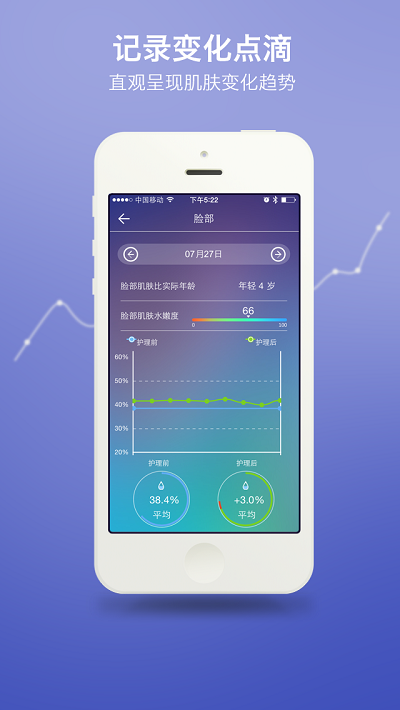 记录变化点滴
直观呈现肌肤变化趋势
中国移动 下午5:22
脸部
07月27日
脸部肌肤比实际年龄 年轻 4 岁
脸部肌肤水嫩度 66
0 100
护理前 护理后
60%
50%
40%
30%
20%
护理前 护理后
38.4% +3.0%
平均 平均